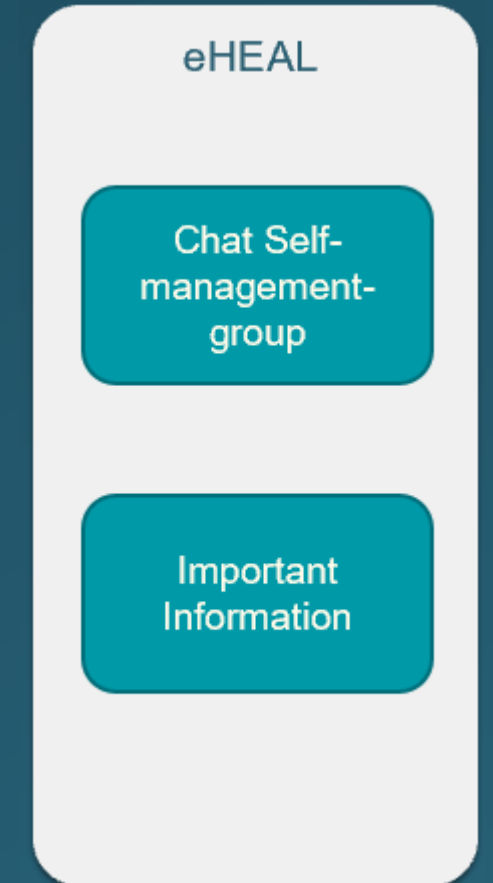 eHEAL
Chat Self-
management-
group
Important
Information